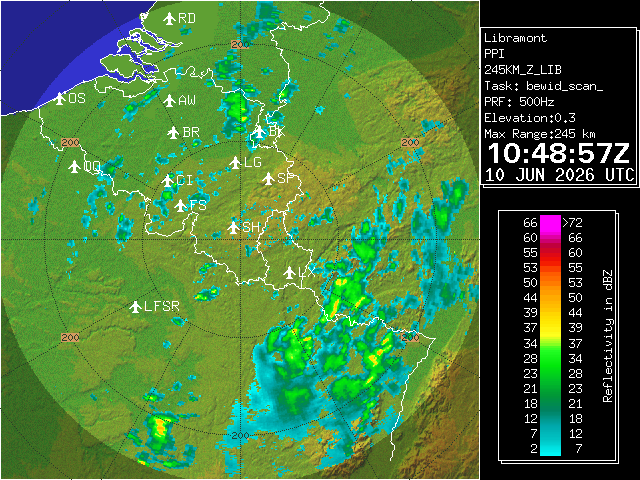 RD
200
OS
AW
BR
BK
200
200
OO
LG
CI
SP
FS
SH
LX
LFSR
200
200
200
Libramont
PPI
245KM_Z_LIB
Task: bewid_scan_
PRF: 500Hz
Elevation:0.3
Max Range:245 km
10:48:57Z
10 JUN 2026 UTC
66 >72
60 66
55 60
53 55
50 53
44 50
39 44
37 39
34 37
28 34
23 28
21 23
18 21
12 18
7 12
2 7
Reflectivity in dBZ